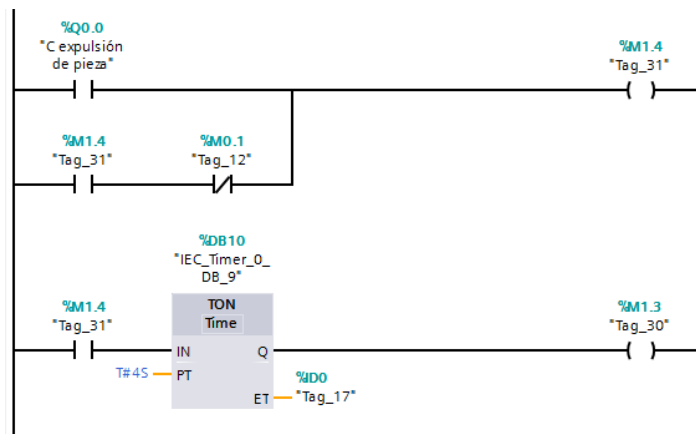 %Q0.0
"C expulsión
de pieza"
%M1.4
"Tag_31"
%M1.4
"Tag_31"
%M0.1
"Tag_12"
%DB10
"IEC_Timer_0_
DB_9"
TON
Time
%M1.4
"Tag_31"
IN
Q
T#4S
PT
ET
%ID0
"Tag_17"
%M1.3
"Tag_30"